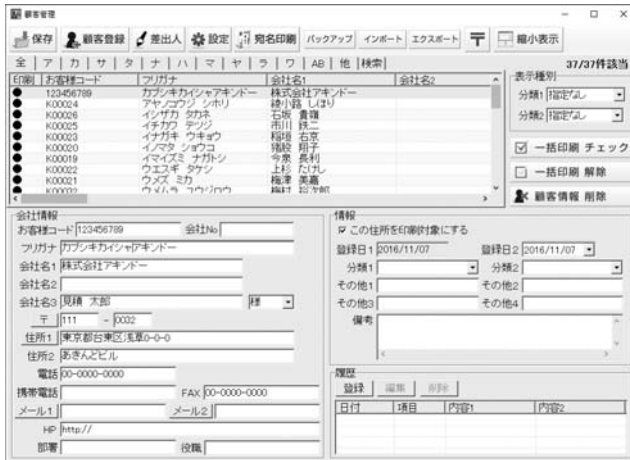 顧客管理
保存 顧客登録 差出人 設定 宛名印刷 バックアップ インポート エクスポート 〒 縮小表示
全 ア カ サ タ ナ ハ マ ヤ ラ ワ AB 他 検索 37/37件該当
印刷 お客様コード フリガナ 会社名1 会社名2
● 123456789 カブシキカイシャアキンドー 株式会社アキンドー
● K00024 アヤノコウジ シホリ 綾小路 しほり
● K00026 イシザカ タカネ 石坂 貴嶺
● K00025 イチカワ テツジ 市川 鉄二
● K00023 イナガキ ウキョウ 稲垣 右京
● K00020 イノマタ ショウコ 猪股 翔子
● K00019 イマイズミ ナガトシ 今泉 長利
● K00022 ウエスギ タケシ 上杉 たけし
● K00021 ウメズ ミカ 梅津 美嘉
● K00032 ウメムラ コウジロウ 梅村
表示種別
分類1 指定なし
分類2 指定なし
一括印刷 チェック
一括印刷 解除
顧客情報 削除
会社情報
お客様コード 123456789 会社No
フリガナ カブシキカイシャアキンドー
会社名1 株式会社アキンドー
会社名2
会社名3 見積 太郎 様
〒 111 - 0032
住所1 東京都台東区浅草0-0-0
住所2 あきんどビル
電話 00-0000-0000
携帯電話 FAX 00-0000-0000
メール1 メール2
HP http://
部署 役職
情報
この住所を印刷対象にする
登録日1 2016/11/07 登録日2 2016/11/07
分類1 分類2
その他1 その他2
その他3 その他4
備考
履歴
登録 編集 削除
日付 項目 内容1 内容2